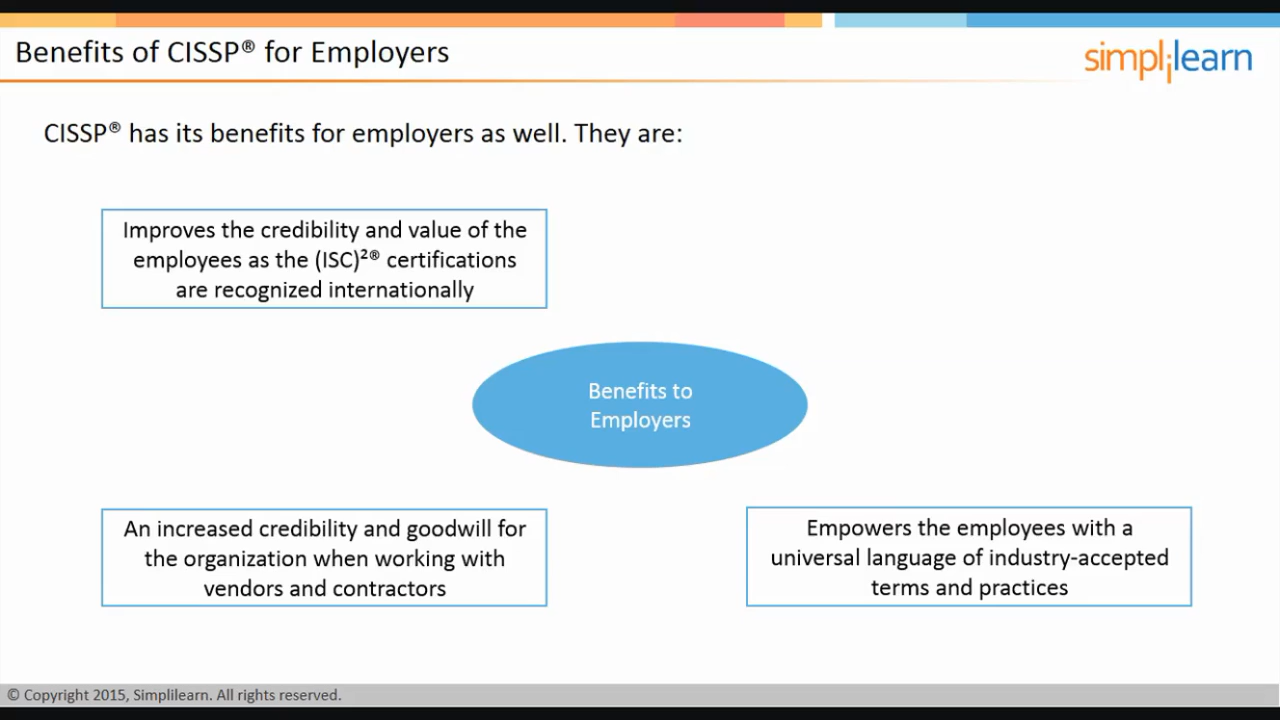 Benefits of CISSP® for Employers
simplilearn
CISSP® has its benefits for employers as well. They are:
Improves the credibility and value of the
employees as the (ISC)²® certifications
are recognized internationally
Benefits to
Employers
An increased credibility and goodwill for
the organization when working with
vendors and contractors
Empowers the employees with a
universal language of industry-accepted
terms and practices
© Copyright 2015, Simplilearn. All rights reserved.